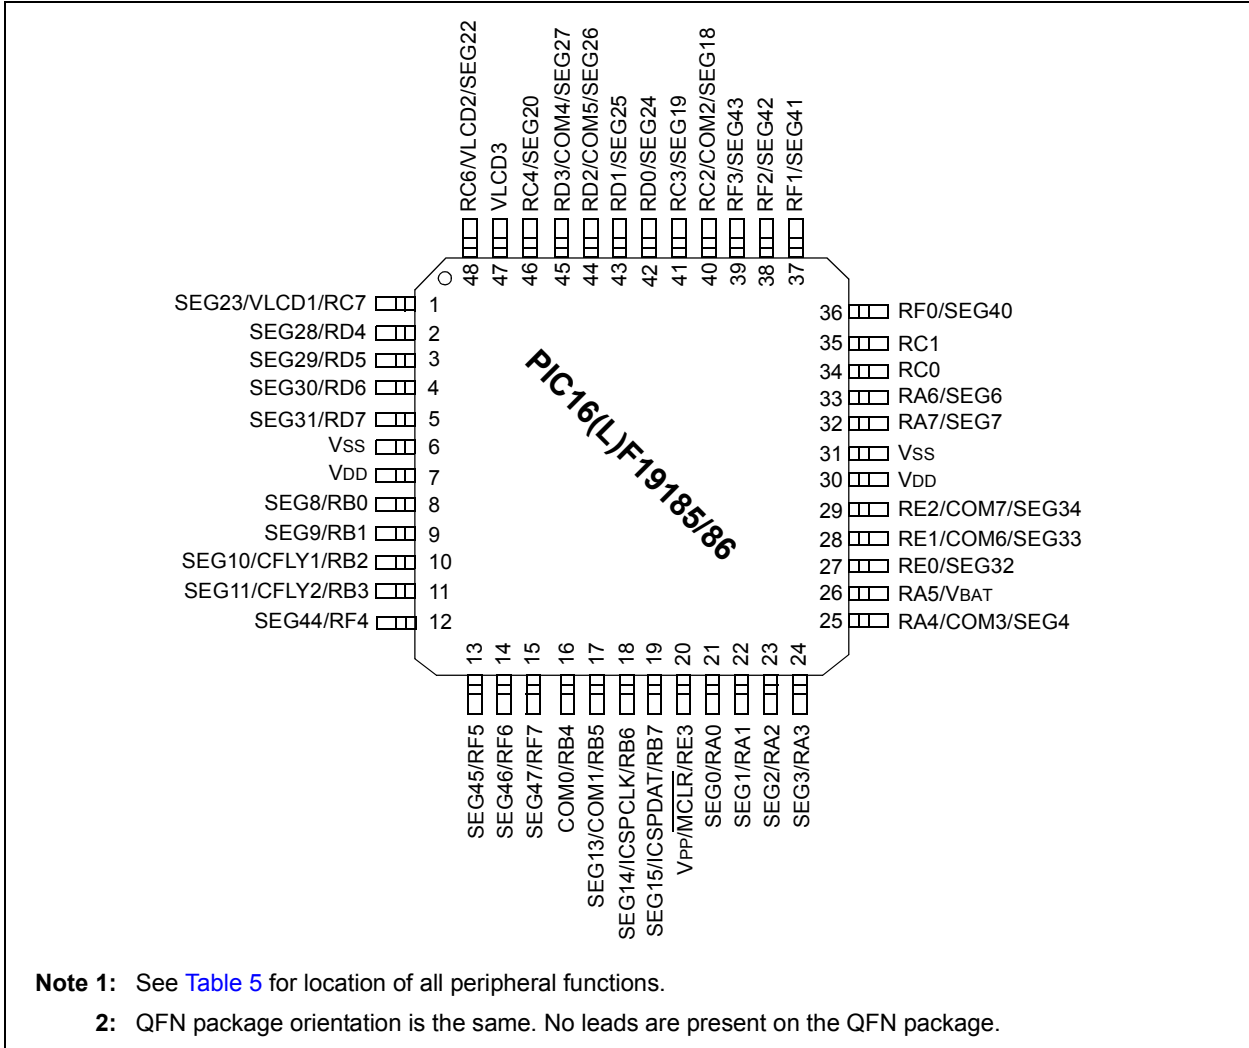 RC6/VLCD2/SEG22
VLCD3
RC4/SEG20
RD3/COM4/SEG27
RD2/COM5/SEG26
RD1/SEG25
RD0/SEG24
RC3/SEG19
RC2/COM2/SEG18
RF3/SEG43
RF2/SEG42
RF1/SEG41
48
47
46
45
44
43
42
41
40
39
38
37
SEG23/VLCD1/RC7 1
SEG28/RD4 2
SEG29/RD5 3
SEG30/RD6 4
SEG31/RD7 5
VSS 6
VDD 7
SEG8/RB0 8
SEG9/RB1 9
SEG10/CFLY1/RB2 10
SEG11/CFLY2/RB3 11
SEG44/RF4 12
PIC16(L)F19185/86
36 RF0/SEG40
35 RC1
34 RC0
33 RA6/SEG6
32 RA7/SEG7
31 VSS
30 VDD
29 RE2/COM7/SEG34
28 RE1/COM6/SEG33
27 RE0/SEG32
26 RA5/VBAT
25 RA4/COM3/SEG4
13
14
15
16
17
18
19
20
21
22
23
24
SEG45/RF5
SEG46/RF6
SEG47/RF7
COM0/RB4
SEG13/COM1/RB5
SEG14/ICSPCLK/RB6
SEG15/ICSPDAT/RB7
VPP/MCLR/RE3
SEG0/RA0
SEG1/RA1
SEG2/RA2
SEG3/RA3
Note 1: See Table 5 for location of all peripheral functions.
2: QFN package orientation is the same. No leads are present on the QFN package.